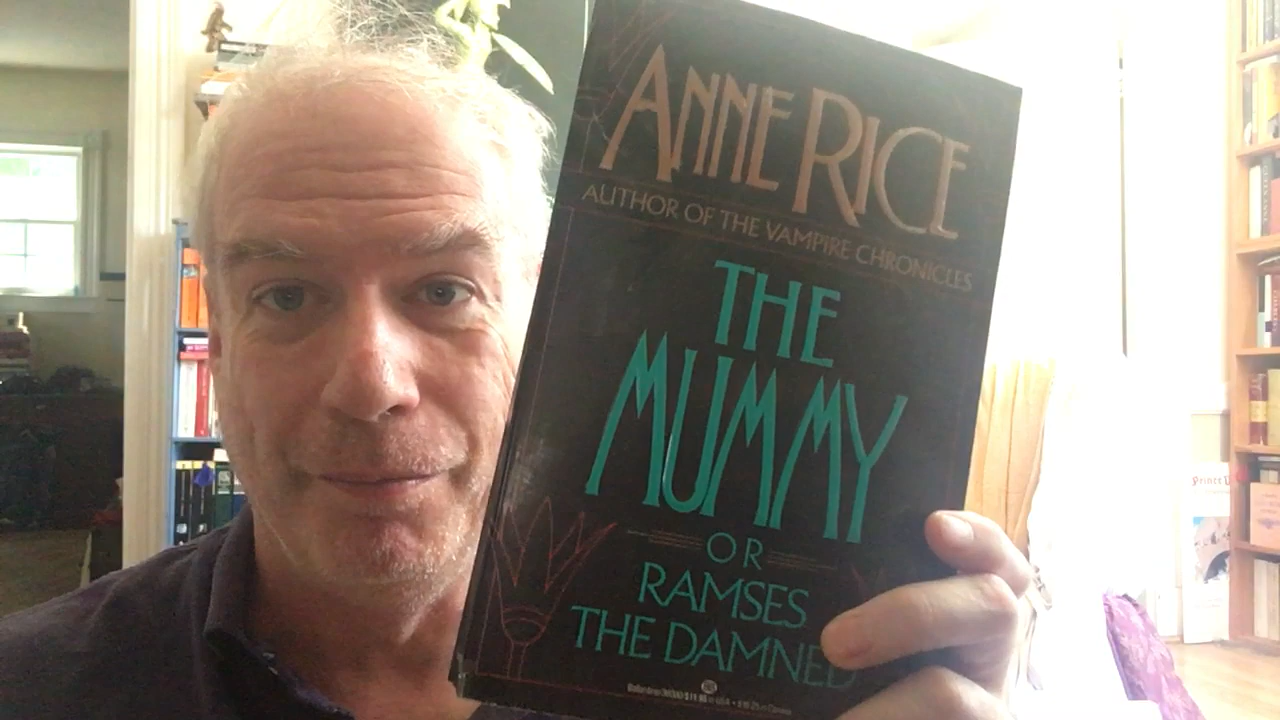 ANNE RICE
AUTHOR OF THE VAMPIRE CHRONICLES
THE
MUMMY
OR
RAMSES
THE DAMNED